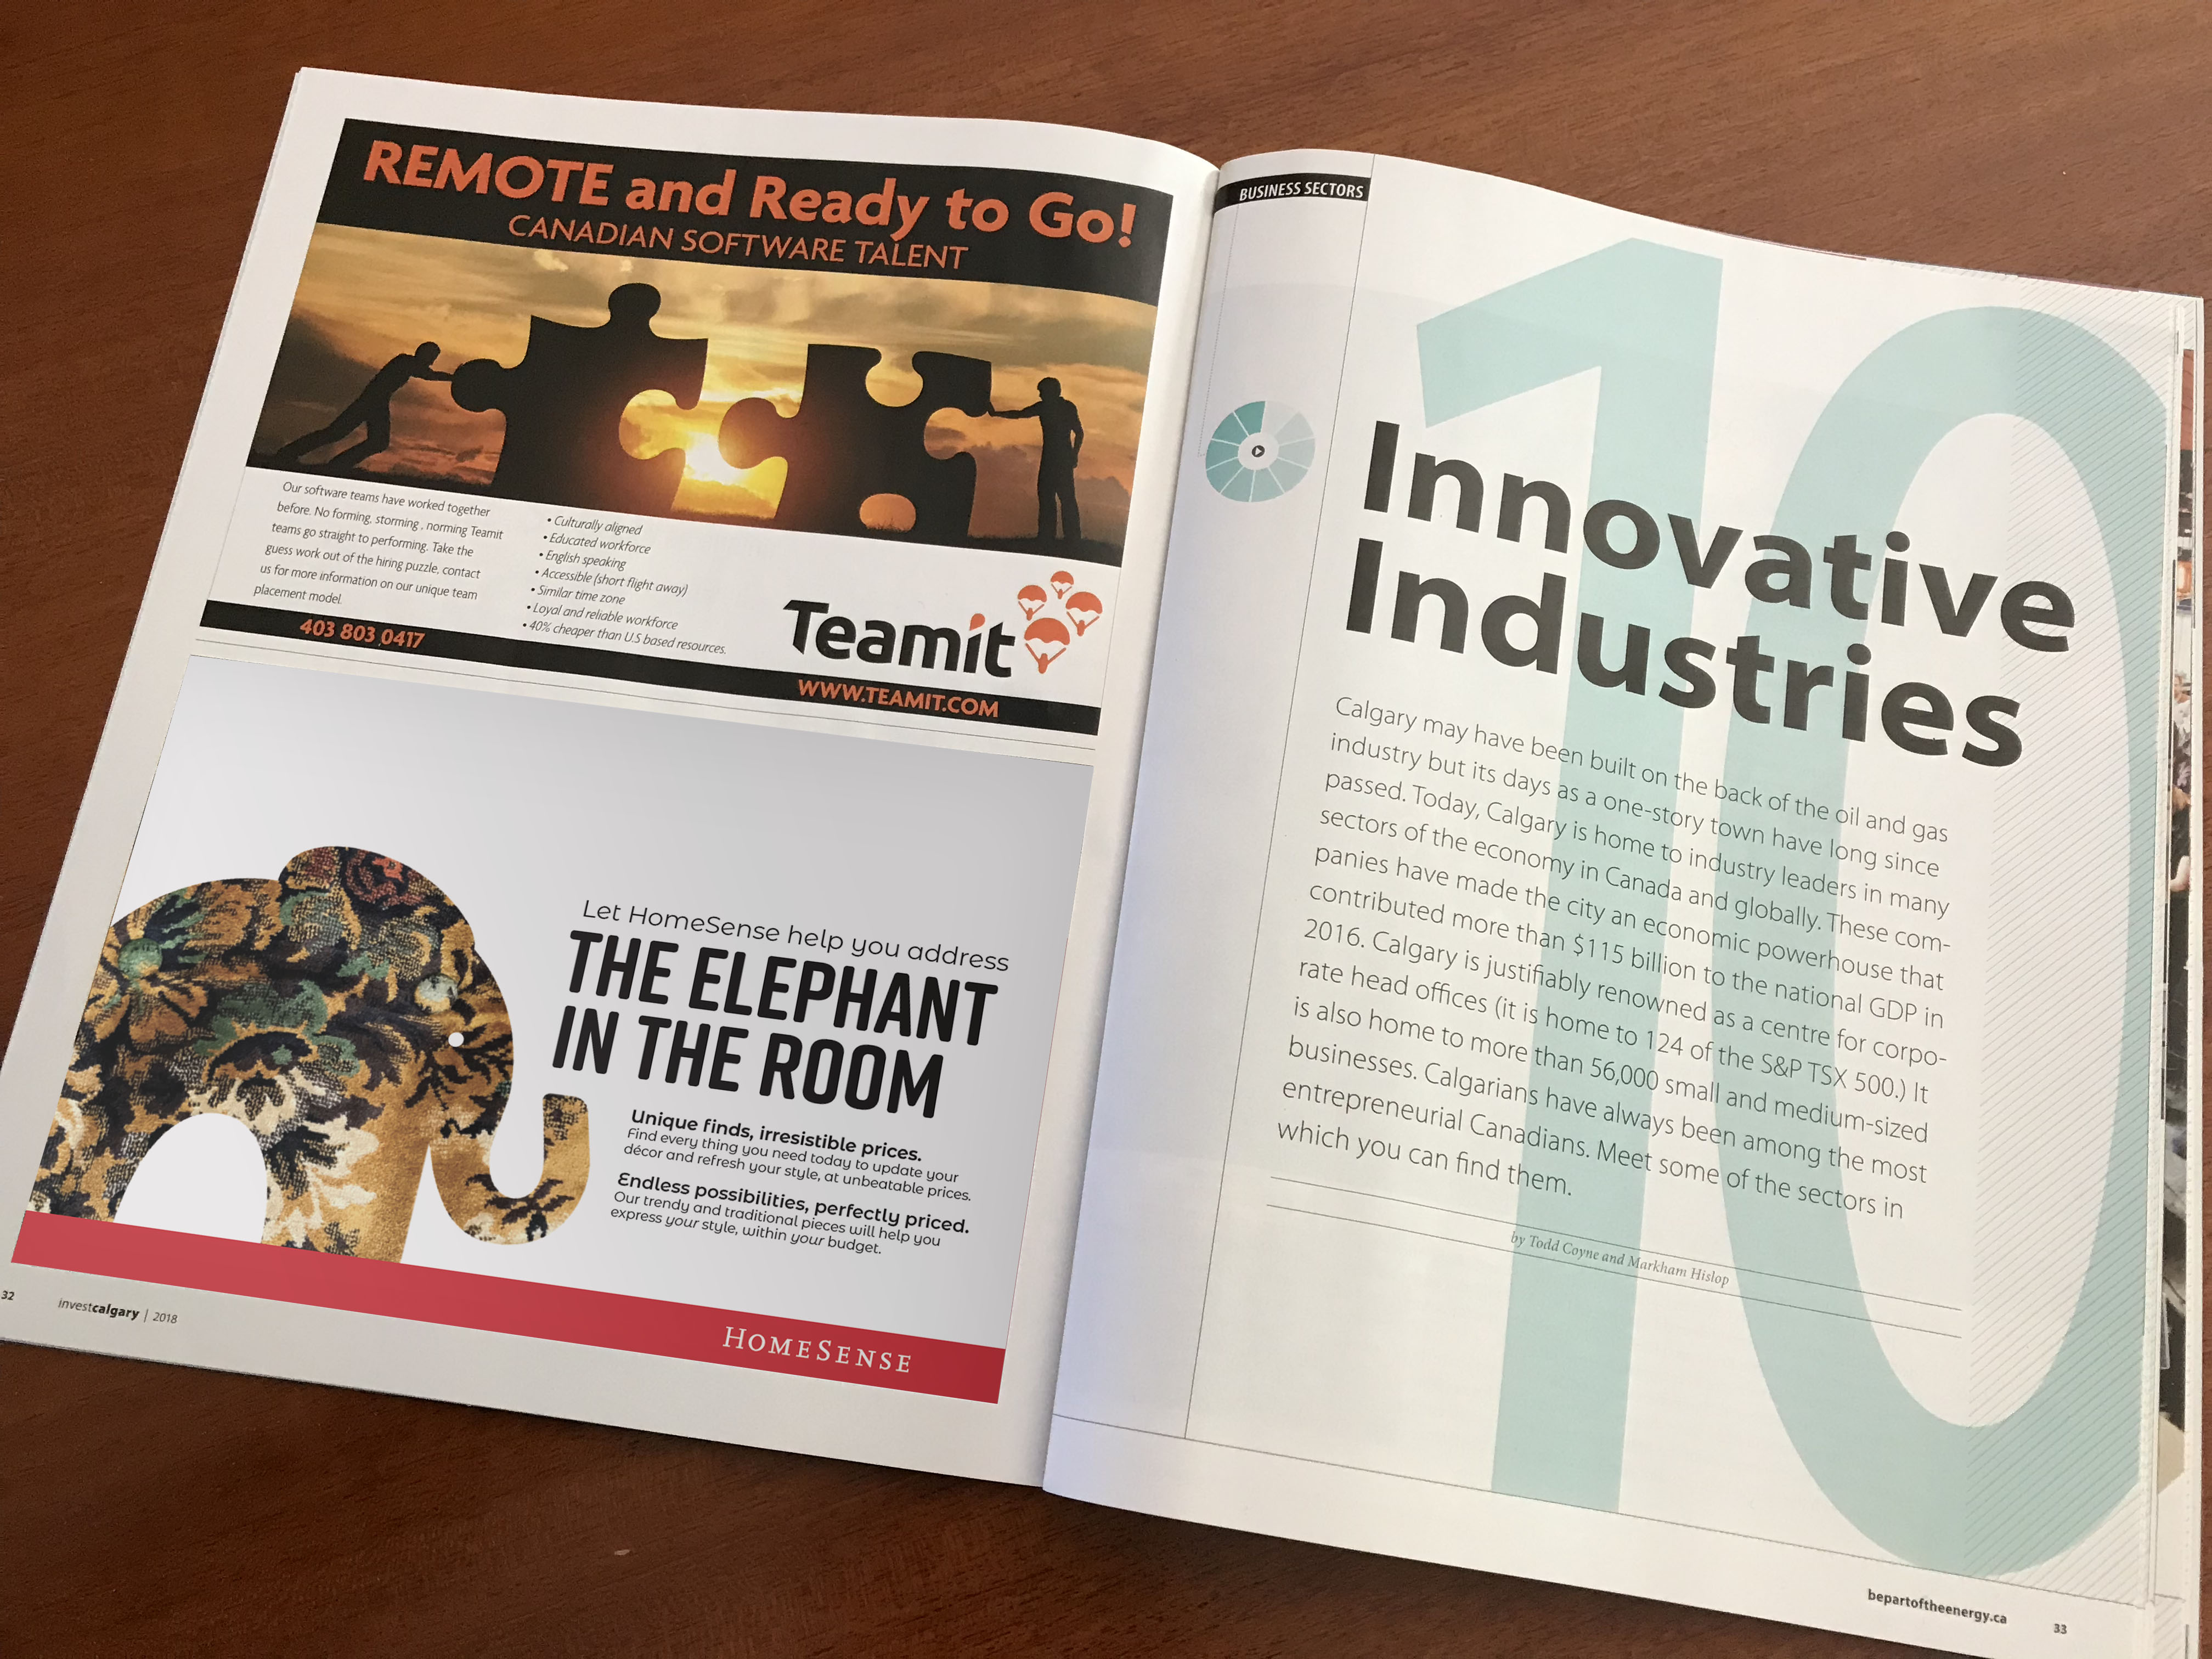 REMOTE and Ready to Go!
CANADIAN SOFTWARE TALENT
Our software teams have worked together
before. No forming, storming , norming Teamit
teams go straight to performing. Take the
guess work out of the hiring puzzle, contact
us for more information on our unique team
placement model.
• Culturally aligned
• Educated workforce
• English speaking
• Accessible (short flight away)
• Similar time zone
• Loyal and reliable workforce
• 40% cheaper than U.S based resources.
Teamit
403 803 0417
WWW.TEAMIT.COM
Let HomeSense help you address
THE ELEPHANT
IN THE ROOM
Unique finds, irresistible prices.
Find every thing you need today to update your
décor and refresh your style, at unbeatable prices.
Endless possibilities, perfectly priced.
Our trendy and traditional pieces will help you
express your style, within your budget.
HOMESENSE
32
investcalgary | 2018
BUSINESS SECTORS
10
Innovative
Industries
Calgary may have been built on the back of the oil and gas
industry but its days as a one-story town have long since
passed. Today, Calgary is home to industry leaders in many
sectors of the economy in Canada and globally. These com-
panies have made the city an economic powerhouse that
contributed more than $115 billion to the national GDP in
2016. Calgary is justifiably renowned as a centre for corpo-
rate head offices (it is home to 124 of the S&P TSX 500.) It
is also home to more than 56,000 small and medium-sized
businesses. Calgarians have always been among the most
entrepreneurial Canadians. Meet some of the sectors in
which you can find them.
by Todd Coyne and Markham Hislop
bepartoftheenergy.ca
33